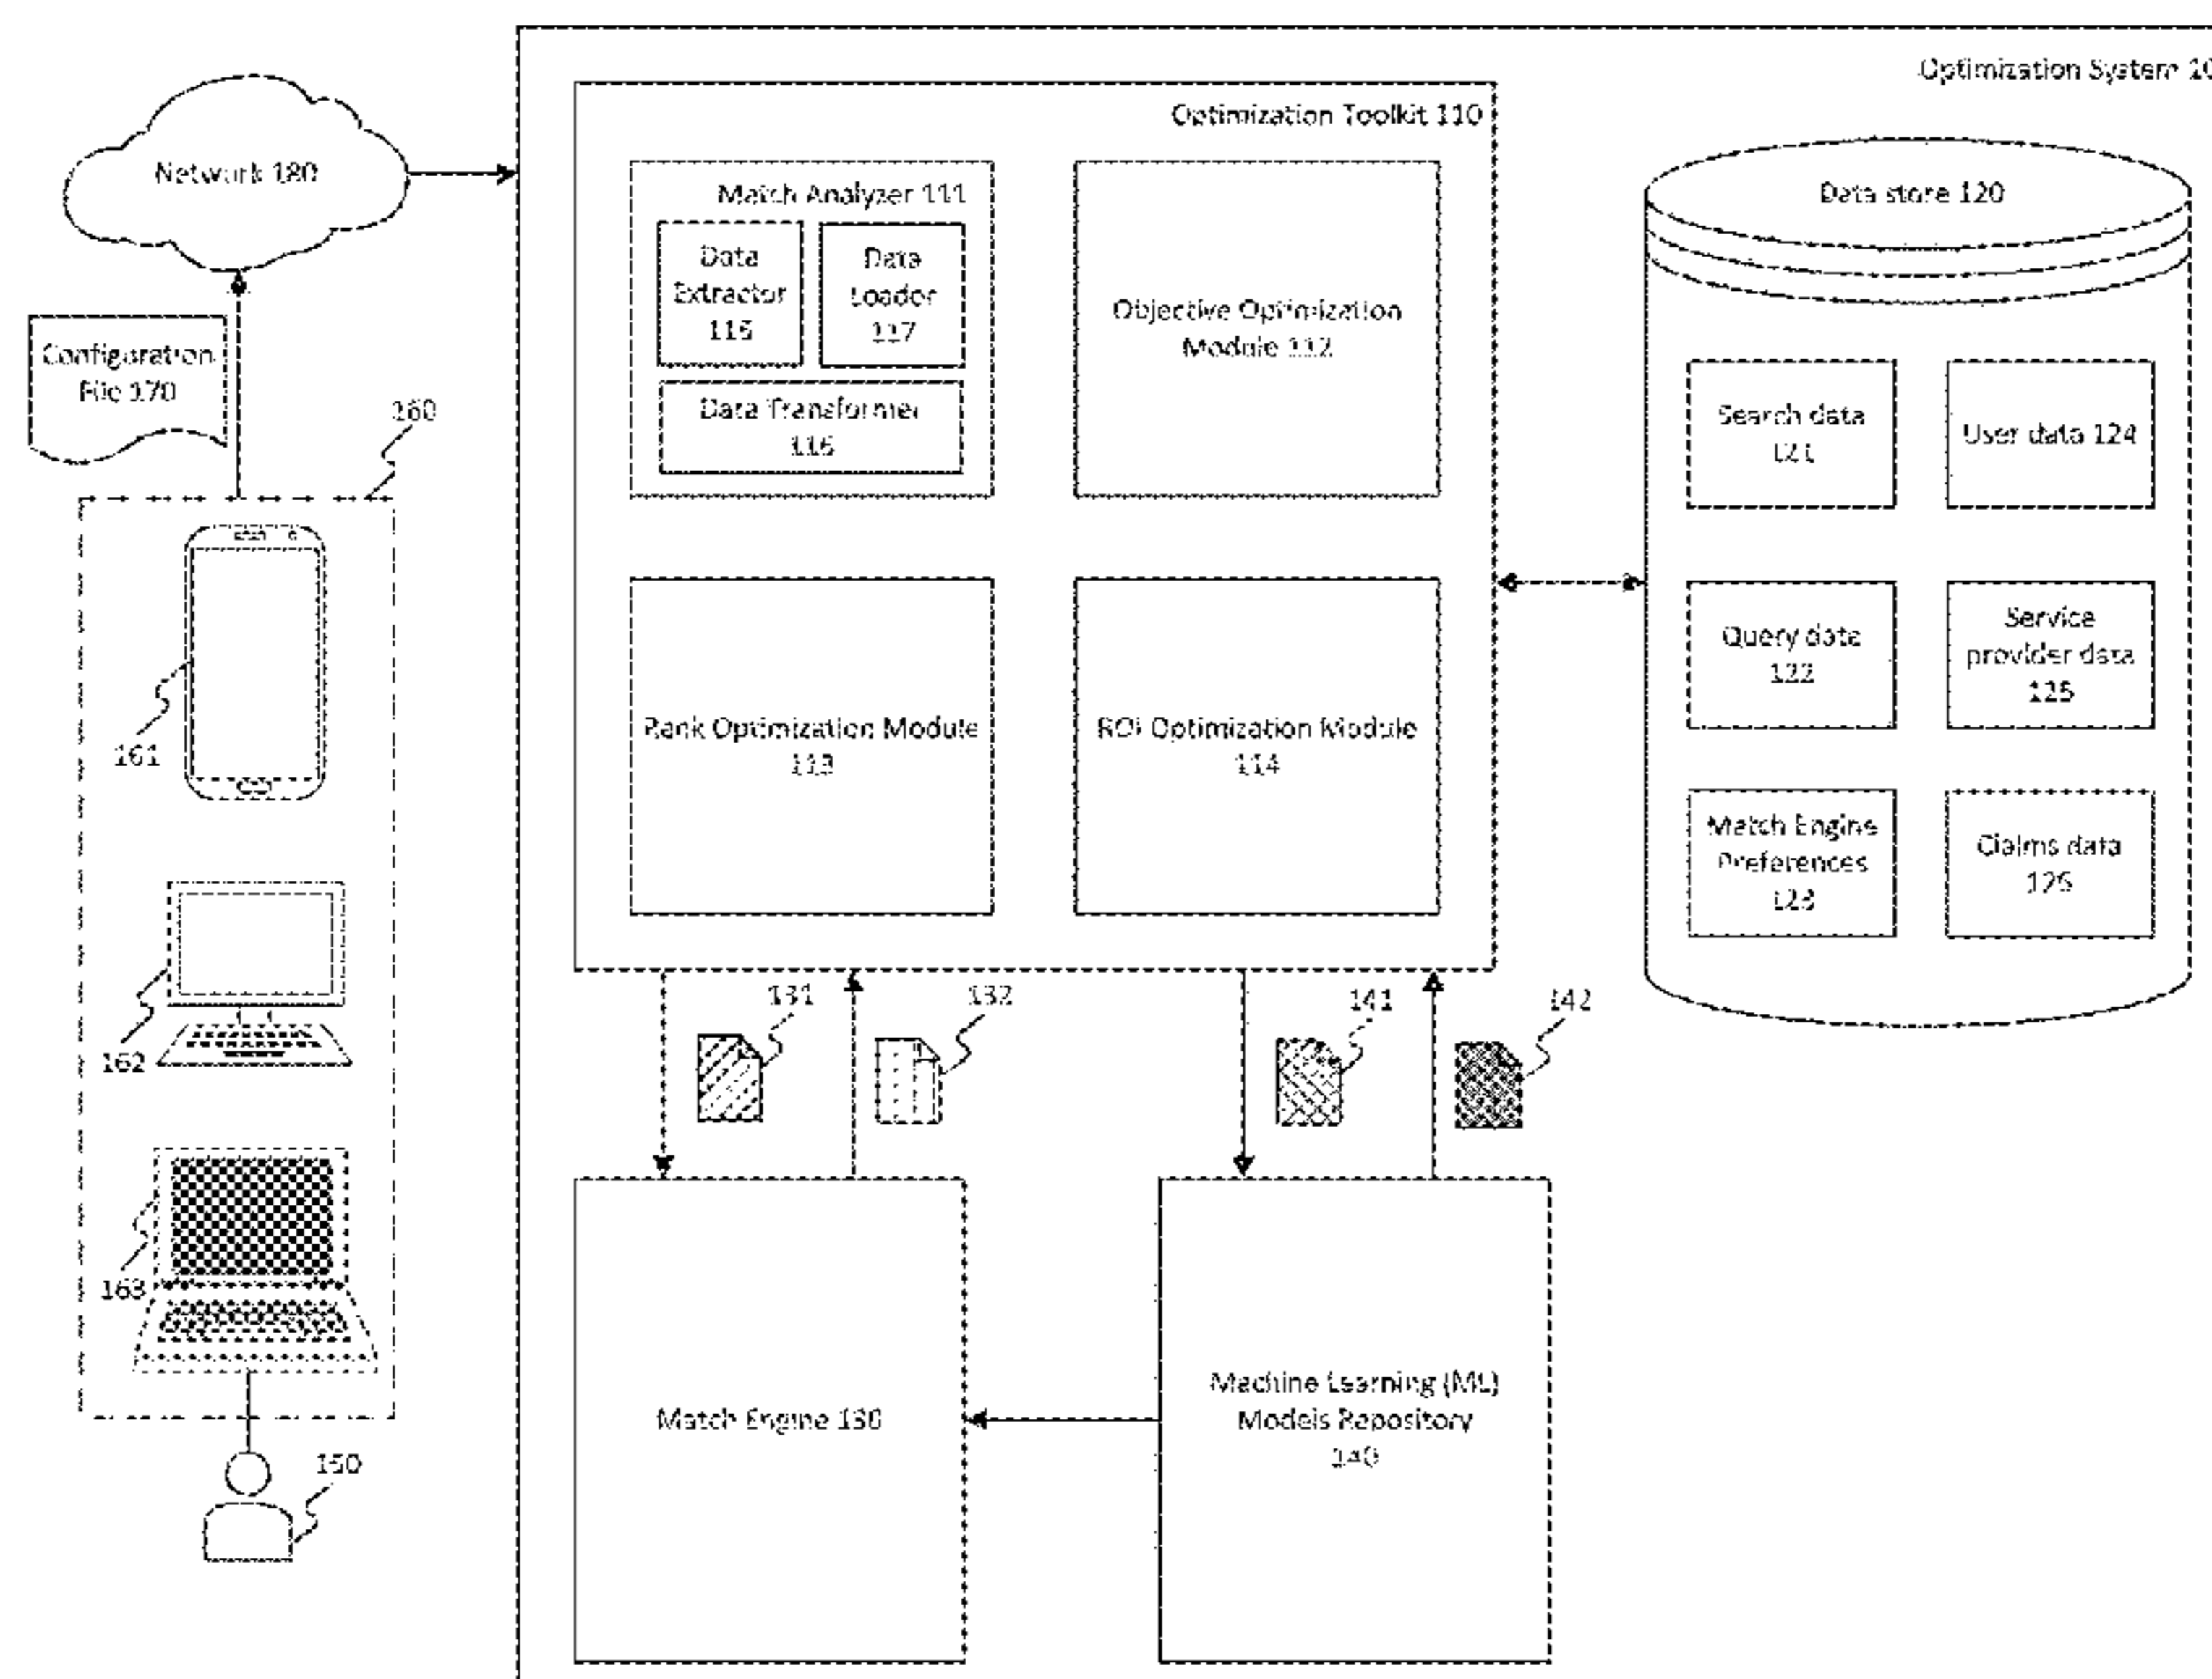 Optimization System 10
Optimization Toolkit 110
Network 180
Match Analyzer 111
Data
Extractor
115
Data
Loader
117
Data Transformer
116
Objective Optimization
Module 112
Data store 120
Configuration
File 170
160
Search data
121
User data 124
Query data
122
Service
provider data
125
Match Engine
Preferences
123
Claims data
126
Rank Optimization Module
113
ROI Optimization Module
114
161
162
163
131
132
141
142
Match Engine 130
Machine Learning (ML)
Models Repository
140
150